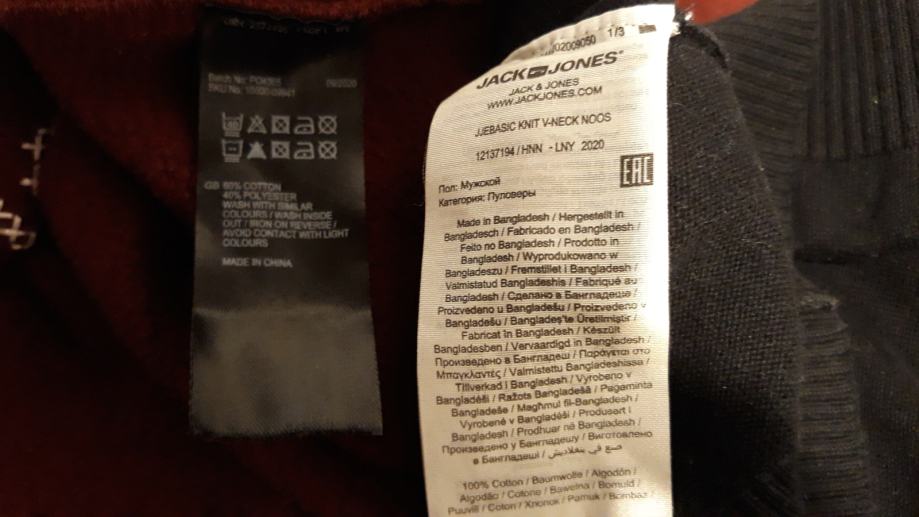 09/2020
GB 60% COTTON
40% POLYESTER
WASH WITH SIMILAR
COLOURS / WASH INSIDE
OUT / IRON ON REVERSE /
AVOID CONTACT WITH LIGHT
COLOURS
MADE IN CHINA
02009050 1/3
JACK JONES
JACK & JONES
WWW.JACKJONES.COM
JJEBASIC KNIT V-NECK NOOS
12137194 / HNN - LNY 2020
EAC
Пол: Мужской
Категория: Пуловеры
Made in Bangladesh / Hergestellt in
Bangladesch / Fabricado en Bangladesh /
Feito no Bangladesh / Prodotto in
Bangladesh / Wyprodukowano w
Bangladeszu / Fremstillet i Bangladesh /
Valmistatud Bangladeshis / Fabriqué au
Bangladesh / Сделано в Бангладеше /
Proizvedeno u Bangladešu / Proizvedeno v
Bangladešu / Bangladeş'te Üretilmiştir /
Fabricat în Bangladesh / Készült
Bangladesben / Vervaardigd in Bangladesh /
Произведено в Бангладеш / Παράγεται στο
Μπαγκλαντές / Valmistettu Bangladeshissa /
Tillverkad i Bangladesh / Vyrobeno v
Bangladéši / Ražots Bangladešā / Pagaminta
Bangladeše / Magħmul fil-Bangladesh /
Vyrobené v Bangladéši / Produsert i
Bangladesh / Prodhuar në Bangladesh /
Произведено у Бангладешу / Виготовлено
в Бангладеші / صنع في بنغلاديش
100% Cotton / Baumwolle / Algodón /
Algodão / Cotone / Bawełna / Bomuld /
Puuvill / Coton / Хлопок / Pamuk / Bombaž /